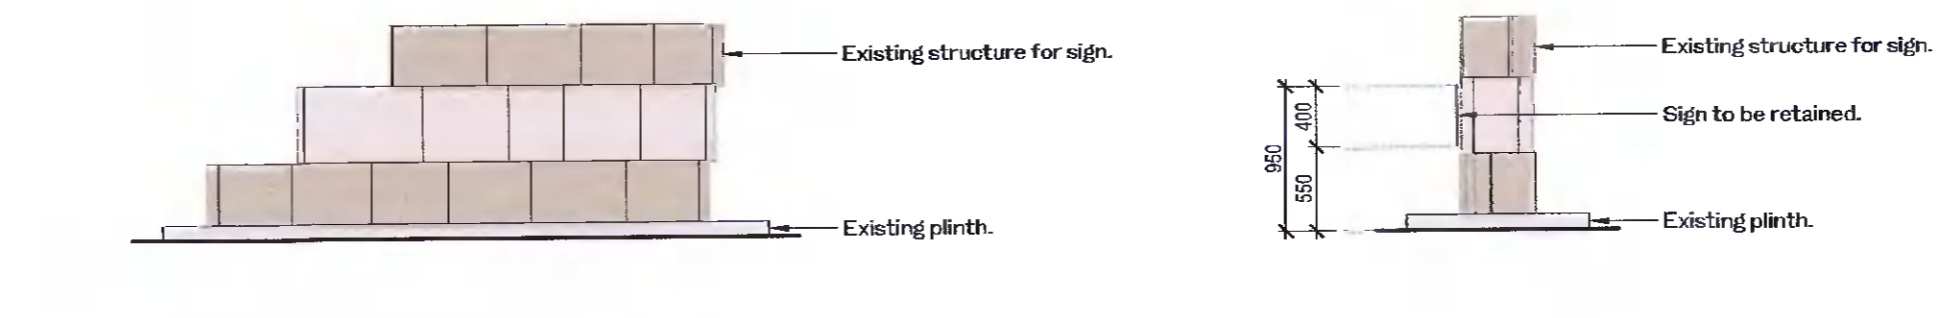 Existing structure for sign.
Existing plinth.
Existing structure for sign.
Sign to be retained.
Existing plinth.
950
400
550